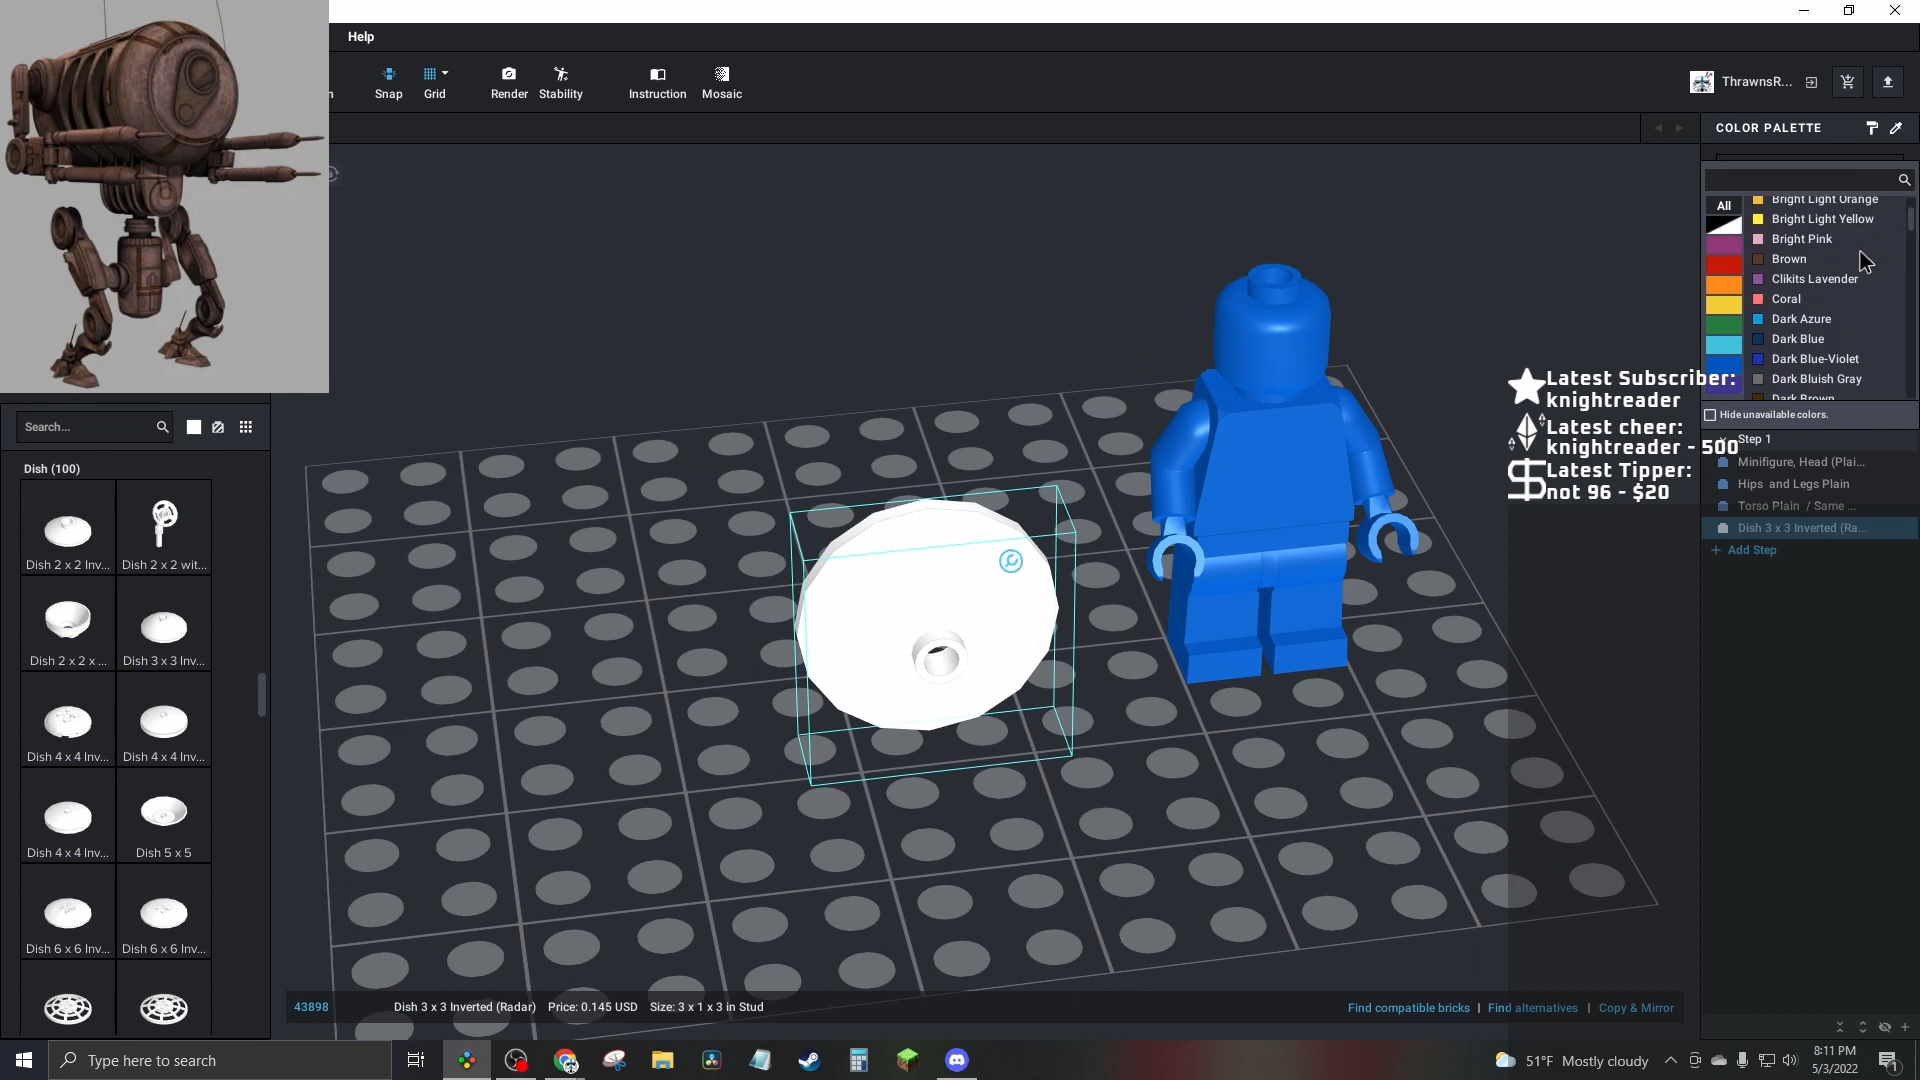 Help
Snap
Grid
Render
Stability
Instruction
Mosaic
ThrawnsR...
COLOR PALETTE
All
Bright Light Orange
Bright Light Yellow
Bright Pink
Brown
Clikits Lavender
Coral
Dark Azure
Dark Blue
Dark Blue-Violet
Dark Bluish Gray
Dark Brown
Hide unavailable colors.
Latest Subscriber:
knightreader
Latest cheer:
knightreader - 500
Latest Tipper:
not 96 - $20
Step 1
Minifigure, Head (Plai...
Hips and Legs Plain
Torso Plain / Same ...
Dish 3 x 3 Inverted (Ra...
+ Add Step
Search...
Dish (100)
Dish 2 x 2 Inv...
Dish 2 x 2 wit...
Dish 2 x 2 x ...
Dish 3 x 3 Inv...
Dish 4 x 4 Inv...
Dish 4 x 4 Inv...
Dish 4 x 4 Inv...
Dish 5 x 5
Dish 6 x 6 Inv...
Dish 6 x 6 Inv...
43898 Dish 3 x 3 Inverted (Radar) Price: 0.145 USD Size: 3 x 1 x 3 in Stud
Find compatible bricks | Find alternatives | Copy & Mirror
Type here to search
51°F Mostly cloudy
8:11 PM
5/3/2022
1